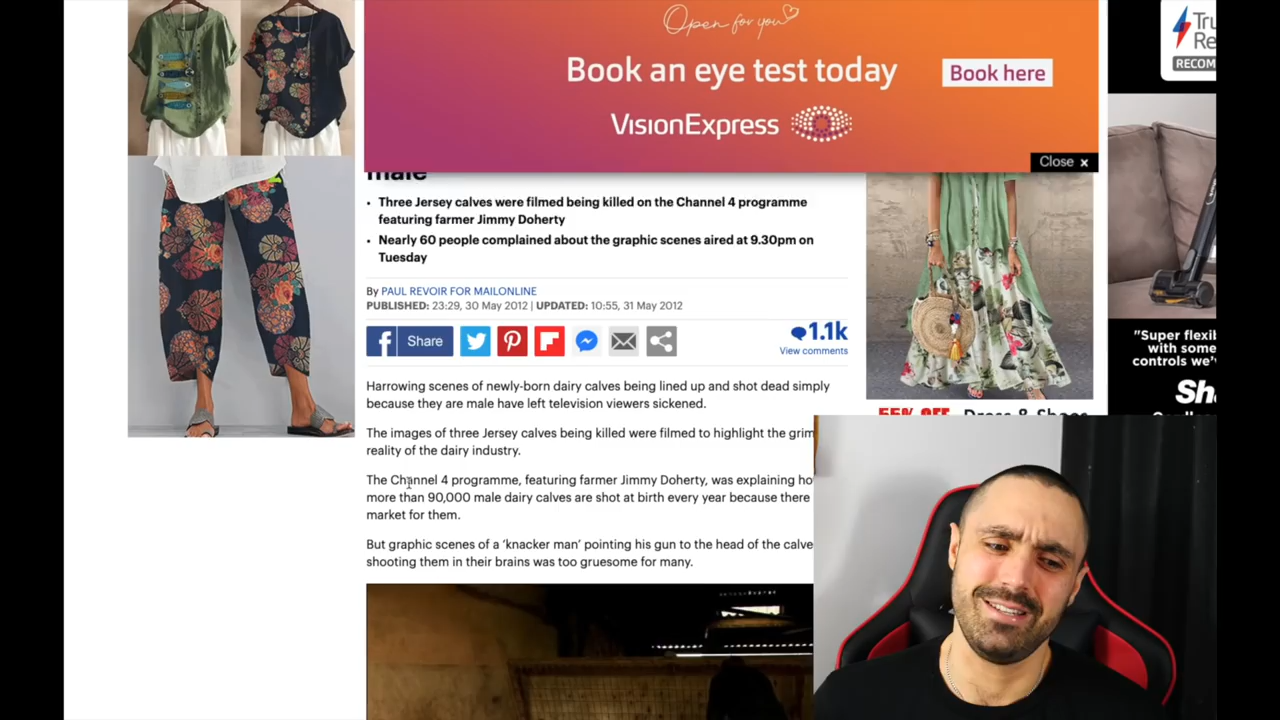 Open for you
Book an eye test today
Book here
VisionExpress
Close x
male
• Three Jersey calves were filmed being killed on the Channel 4 programme
featuring farmer Jimmy Doherty
• Nearly 60 people complained about the graphic scenes aired at 9.30pm on
Tuesday
By PAUL REVOIR FOR MAILONLINE
PUBLISHED: 23:29, 30 May 2012 | UPDATED: 10:55, 31 May 2012
Share
1.1k
View comments
Harrowing scenes of newly-born dairy calves being lined up and shot dead simply
because they are male have left television viewers sickened.
The images of three Jersey calves being killed were filmed to highlight the grim
reality of the dairy industry.
The Channel 4 programme, featuring farmer Jimmy Doherty, was explaining ho
more than 90,000 male dairy calves are shot at birth every year because there
market for them.
But graphic scenes of a ‘knacker man’ pointing his gun to the head of the calve
shooting them in their brains was too gruesome for many.
55% OFF Dress & Shoes
Tru
Re
RECOM
"Super flexib
with some
controls we'v
Sh